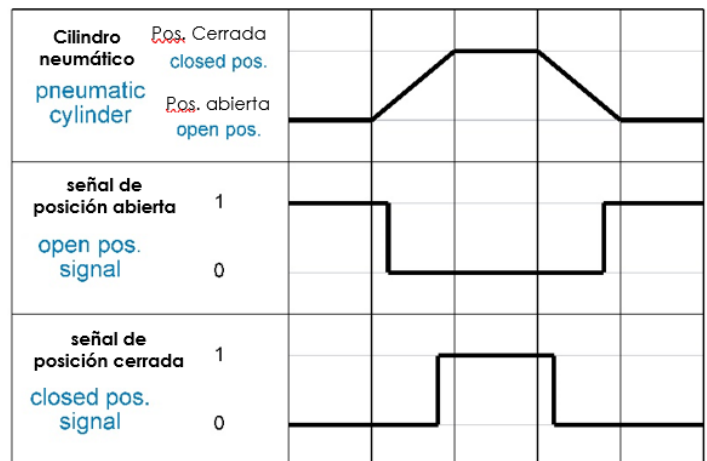 Cilindro
neumático
Pos. Cerrada
closed pos.
pneumatic
cylinder
Pos. abierta
open pos.
señal de
posición abierta
1
open pos.
signal
0
señal de
posición cerrada
1
closed pos.
signal
0